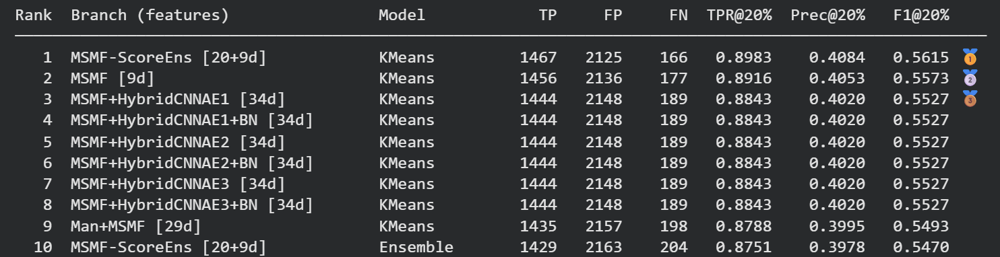 Rank Branch (features) Model TP FP FN TPR@20% Prec@20% F1@20%
1 MSMF-ScoreEns [20+9d] KMeans 1467 2125 166 0.8983 0.4084 0.5615 🥇
2 MSMF [9d] KMeans 1456 2136 177 0.8916 0.4053 0.5573 🥈
3 MSMF+HybridCNNAE1 [34d] KMeans 1444 2148 189 0.8843 0.4020 0.5527 🥉
4 MSMF+HybridCNNAE1+BN [34d] KMeans 1444 2148 189 0.8843 0.4020 0.5527
5 MSMF+HybridCNNAE2 [34d] KMeans 1444 2148 189 0.8843 0.4020 0.5527
6 MSMF+HybridCNNAE2+BN [34d] KMeans 1444 2148 189 0.8843 0.4020 0.5527
7 MSMF+HybridCNNAE3 [34d] KMeans 1444 2148 189 0.8843 0.4020 0.5527
8 MSMF+HybridCNNAE3+BN [34d] KMeans 1444 2148 189 0.8843 0.4020 0.5527
9 Man+MSMF [29d] KMeans 1435 2157 198 0.8788 0.3995 0.5493
10 MSMF-ScoreEns [20+9d] Ensemble 1429 2163 204 0.8751 0.3978 0.5470